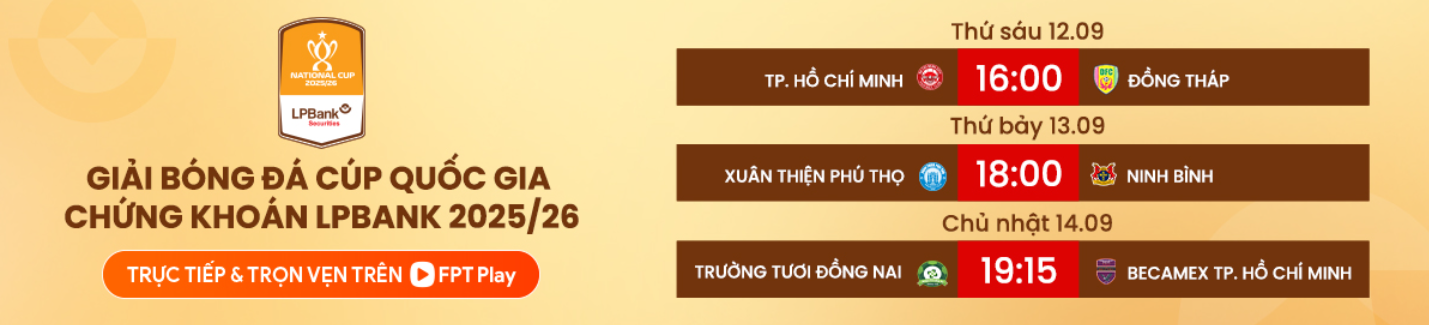 NATIONAL CUP
2025/26
LPBank
Securities
GIẢI BÓNG ĐÁ CÚP QUỐC GIA
CHỨNG KHOÁN LPBANK 2025/26
TRỰC TIẾP & TRỌN VẸN TRÊN FPT Play
Thứ sáu 12.09
TP. HỒ CHÍ MINH 16:00 DFC ĐỒNG THÁP
Thứ bảy 13.09
XUÂN THIỆN PHÚ THỌ 18:00 NINH BÌNH
Chủ nhật 14.09
TRƯỜNG TƯƠI ĐỒNG NAI 19:15 BECAMEX TP. HỒ CHÍ MINH